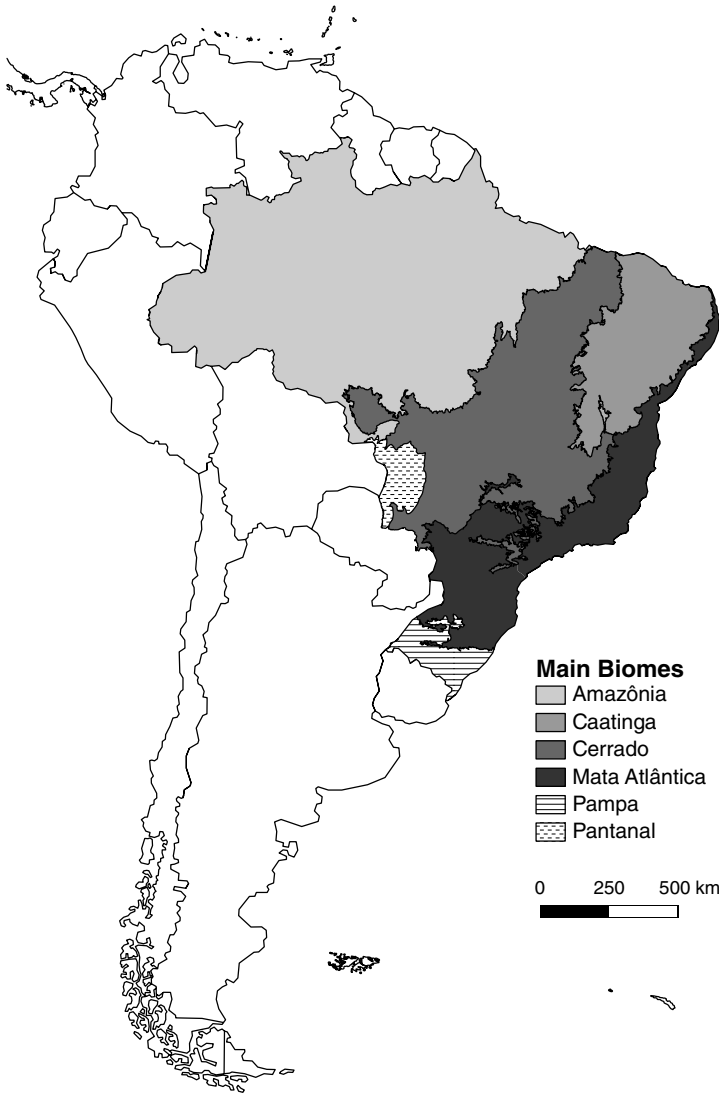 Main Biomes
Amazônia
Caatinga
Cerrado
Mata Atlântica
Pampa
Pantanal
0 250 500 km